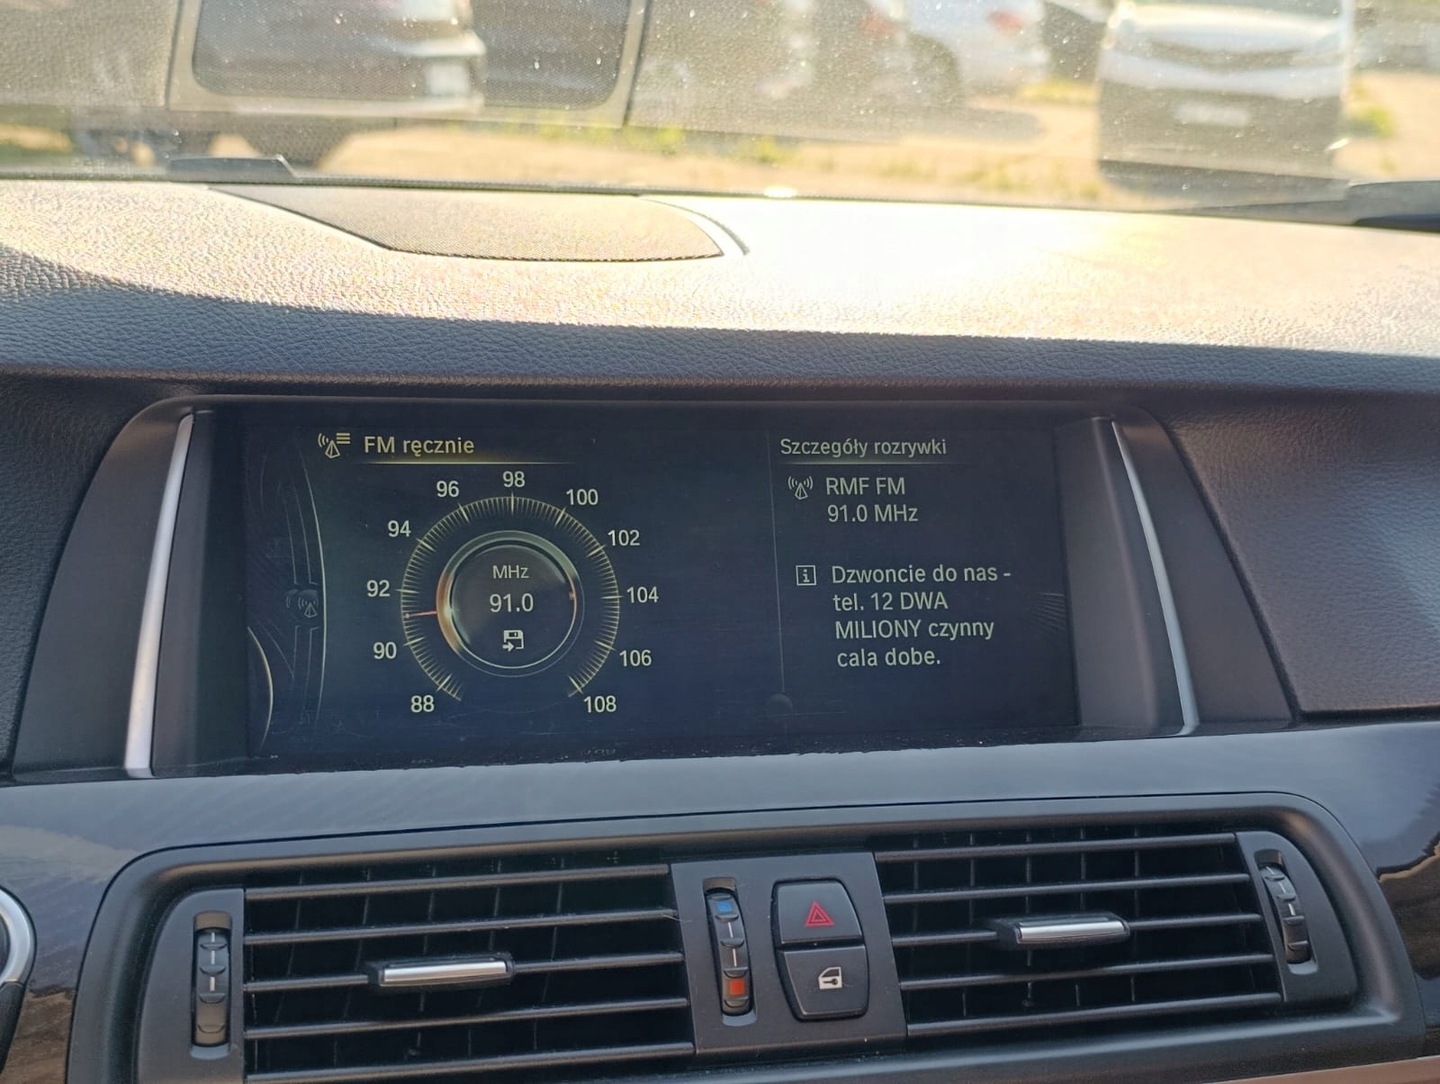 FM ręcznie
98
96
100
94
102
92
104
90
106
88
108
MHz
91.0
Szczegóły rozrywki
RMF FM
91.0 MHz
Dzwoncie do nas -
tel. 12 DWA
MILIONY czynny
cala dobe.